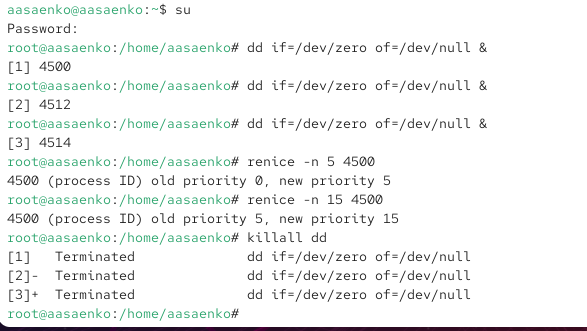 aasaenko@aasaenko:~$ su
Password:
root@aasaenko:/home/aasaenko# dd if=/dev/zero of=/dev/null &
[1] 4500
root@aasaenko:/home/aasaenko# dd if=/dev/zero of=/dev/null &
[2] 4512
root@aasaenko:/home/aasaenko# dd if=/dev/zero of=/dev/null &
[3] 4514
root@aasaenko:/home/aasaenko# renice -n 5 4500
4500 (process ID) old priority 0, new priority 5
root@aasaenko:/home/aasaenko# renice -n 15 4500
4500 (process ID) old priority 5, new priority 15
root@aasaenko:/home/aasaenko# killall dd
[1]   Terminated              dd if=/dev/zero of=/dev/null
[2]-  Terminated              dd if=/dev/zero of=/dev/null
[3]+  Terminated              dd if=/dev/zero of=/dev/null
root@aasaenko:/home/aasaenko#